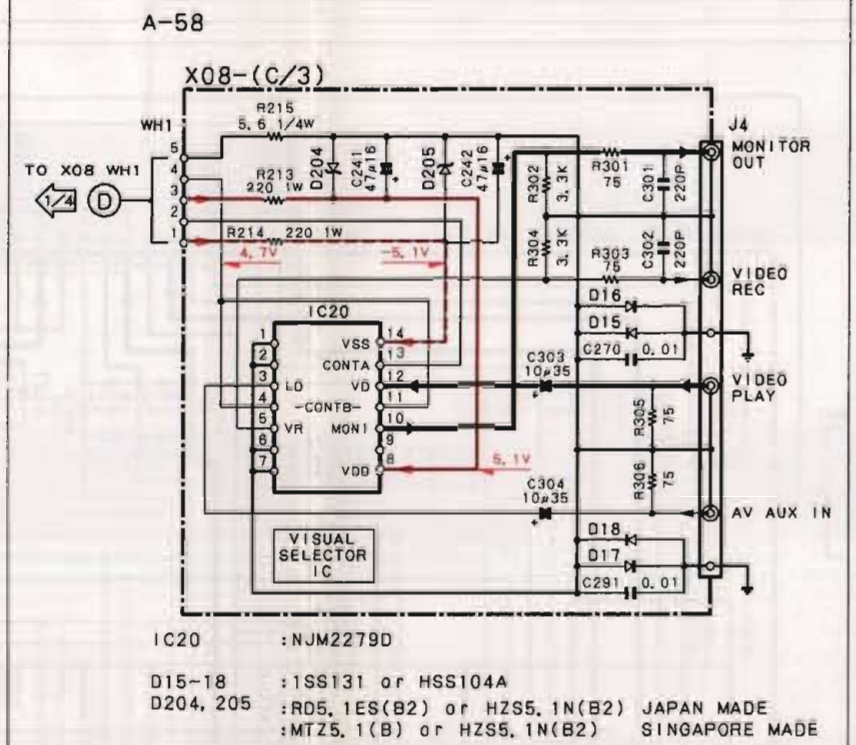 A-58
X08-(C/3)
R215
5.6 1/4W
WH1
J4
MONITOR
OUT
5
4
3
2
1
TO X08 WH1
1/4
D
R213
220 1W
R214 220 1W
D204
C241
47µ16
D205
C242
47µ16
R302
3.3K
R301
75
C301
220P
R304
3.3K
R303
75
C302
220P
4.7V
-5.1V
VIDEO
REC
IC20
D16
D15
C270 0.01
1
2
3
4
5
6
7
14
13
12
11
10
9
8
VSS
CONTA
LD
VD
-CONTB-
VR
MON1
VDD
C303
10µ35
VIDEO
PLAY
R305
75
5.1V
R306
75
C304
10µ35
AV AUX IN
VISUAL
SELECTOR
IC
D18
D17
C291 0.01
IC20 :NJM2279D
D15-18 :1SS131 or HSS104A
D204,205 :RD5.1ES(B2) or HZS5.1N(B2) JAPAN MADE
:MTZ5.1(B) or HZS5.1N(B2) SINGAPORE MADE